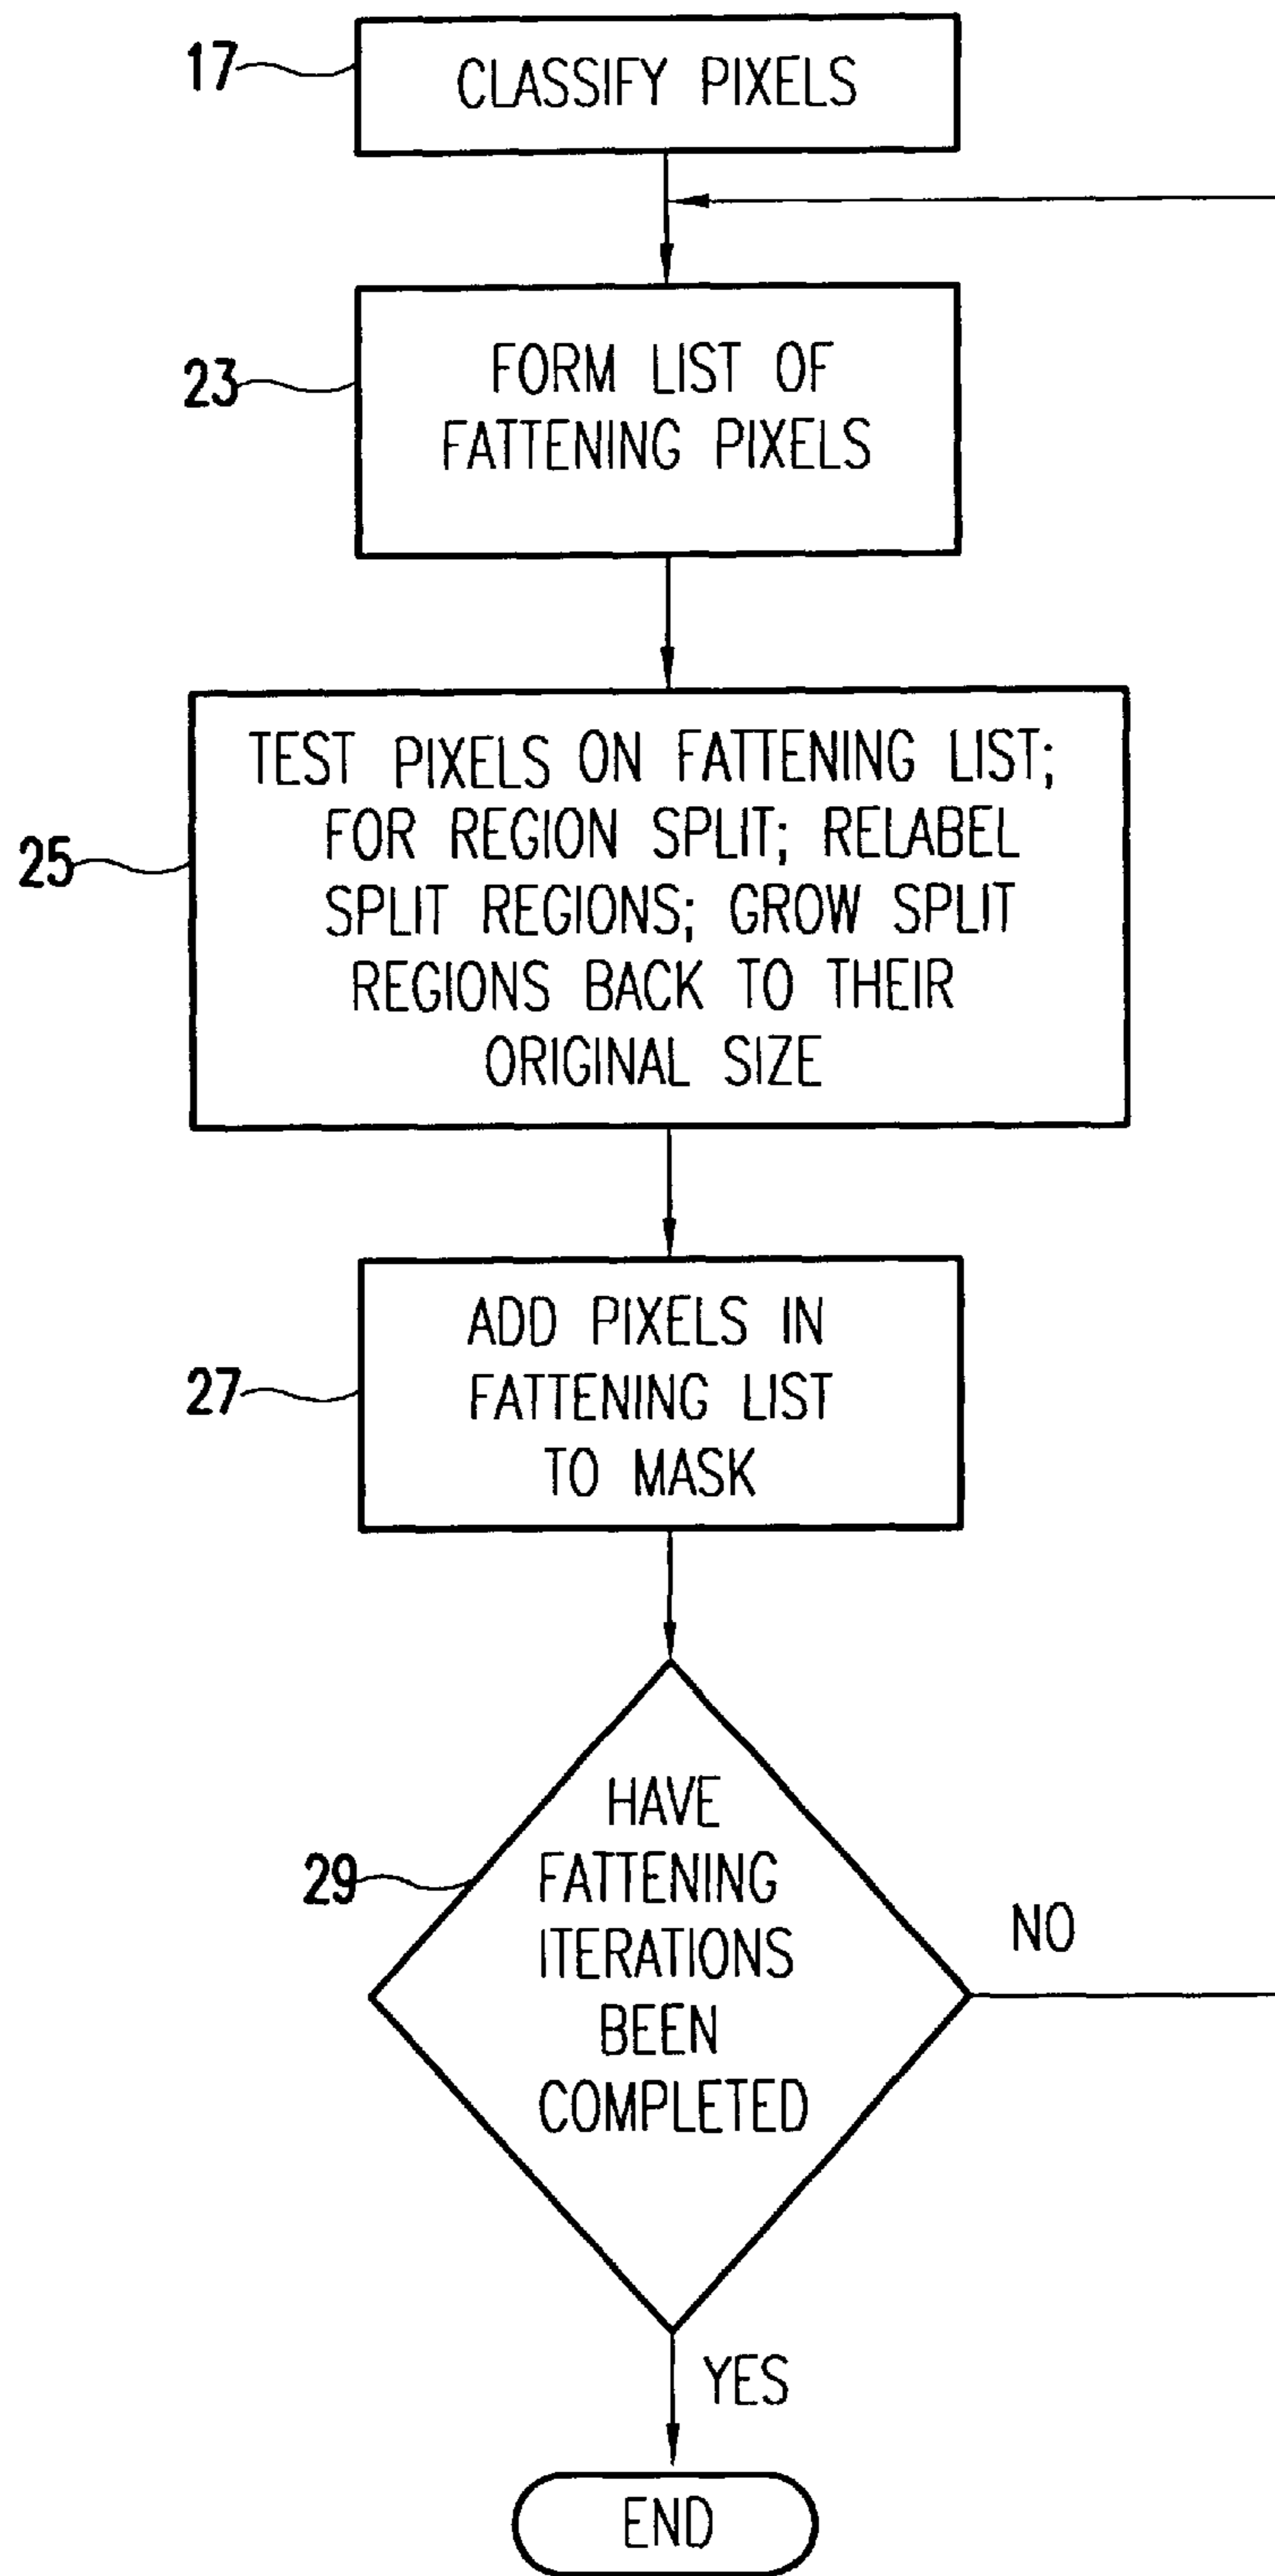 17
CLASSIFY PIXELS
23
FORM LIST OF
FATTENING PIXELS
25
TEST PIXELS ON FATTENING LIST;
FOR REGION SPLIT; RELABEL
SPLIT REGIONS; GROW SPLIT
REGIONS BACK TO THEIR
ORIGINAL SIZE
27
ADD PIXELS IN
FATTENING LIST
TO MASK
29
HAVE
FATTENING
ITERATIONS
BEEN
COMPLETED
NO
YES
END